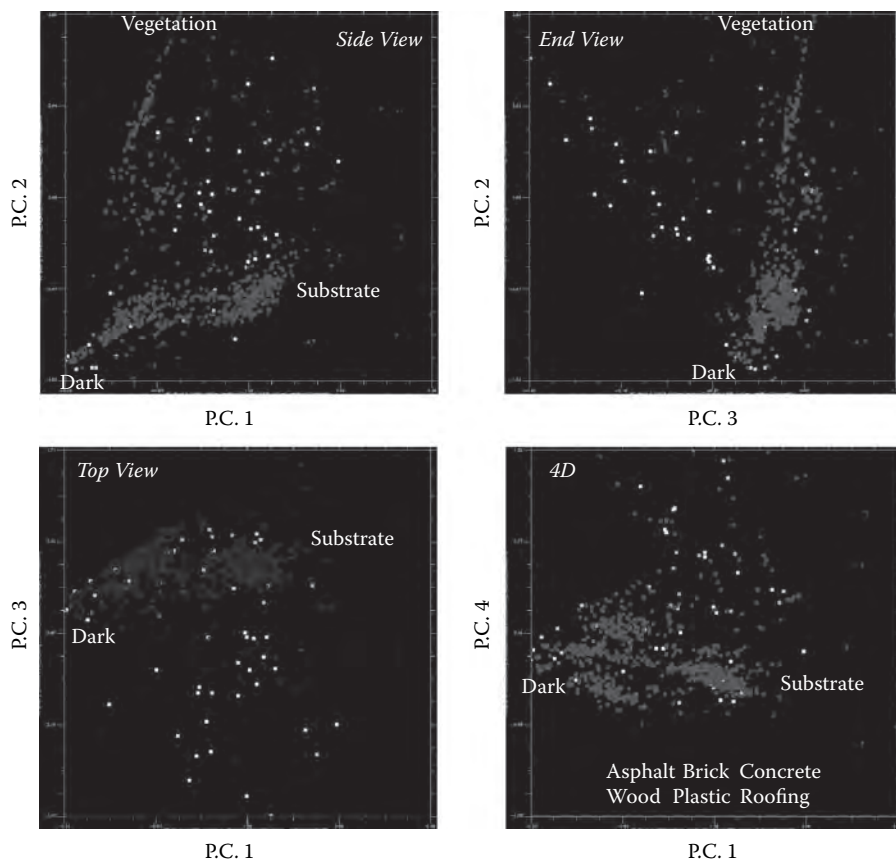 Vegetation
Side View
P.C. 2
Substrate
Dark
P.C. 1
End View
Vegetation
P.C. 2
Dark
P.C. 3
Top View
Substrate
P.C. 3
Dark
P.C. 1
4D
P.C. 4
Dark
Substrate
Asphalt Brick Concrete
Wood Plastic Roofing
P.C. 1